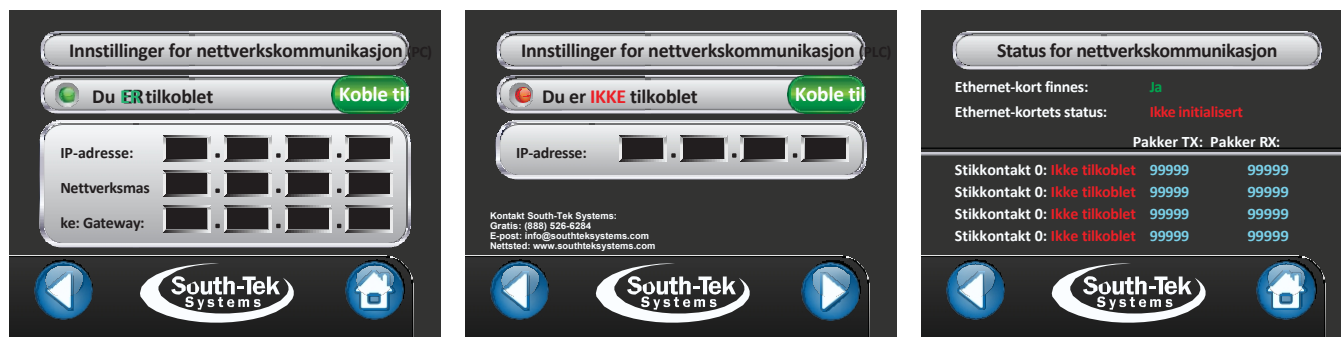 Innstillinger for nettverkskommunikasjon (PC)
Du ER tilkoblet
Koble til
IP-adresse:
Nettverksmas
ke: Gateway:
South-Tek
Systems
Innstillinger for nettverkskommunikasjon (PLC)
Du er IKKE tilkoblet
Koble til
IP-adresse:
Kontakt South-Tek Systems:
Gratis: (888) 526-6284
E-post: info@southteksystems.com
Nettsted: www.southteksystems.com
South-Tek
Systems
Status for nettverkskommunikasjon
Ethernet-kort finnes: Ja
Ethernet-kortets status: Ikke initialisert
Pakker TX: Pakker RX:
Stikkontakt 0: Ikke tilkoblet 99999 99999
Stikkontakt 0: Ikke tilkoblet 99999 99999
Stikkontakt 0: Ikke tilkoblet 99999 99999
Stikkontakt 0: Ikke tilkoblet 99999 99999
South-Tek
Systems